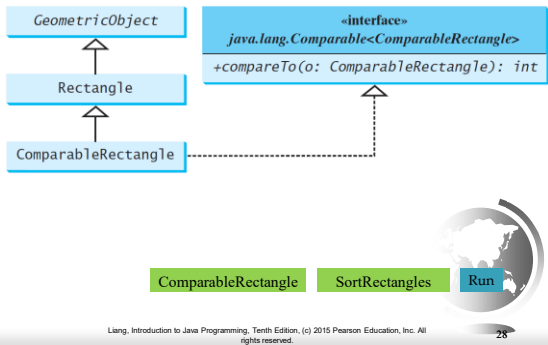 GeometricObject
«interface»
java.lang.Comparable<ComparableRectangle>
+compareTo(o: ComparableRectangle): int
Rectangle
ComparableRectangle
ComparableRectangle
SortRectangles
Run
Liang, Introduction to Java Programming, Tenth Edition, (c) 2015 Pearson Education, Inc. All
rights reserved.
28